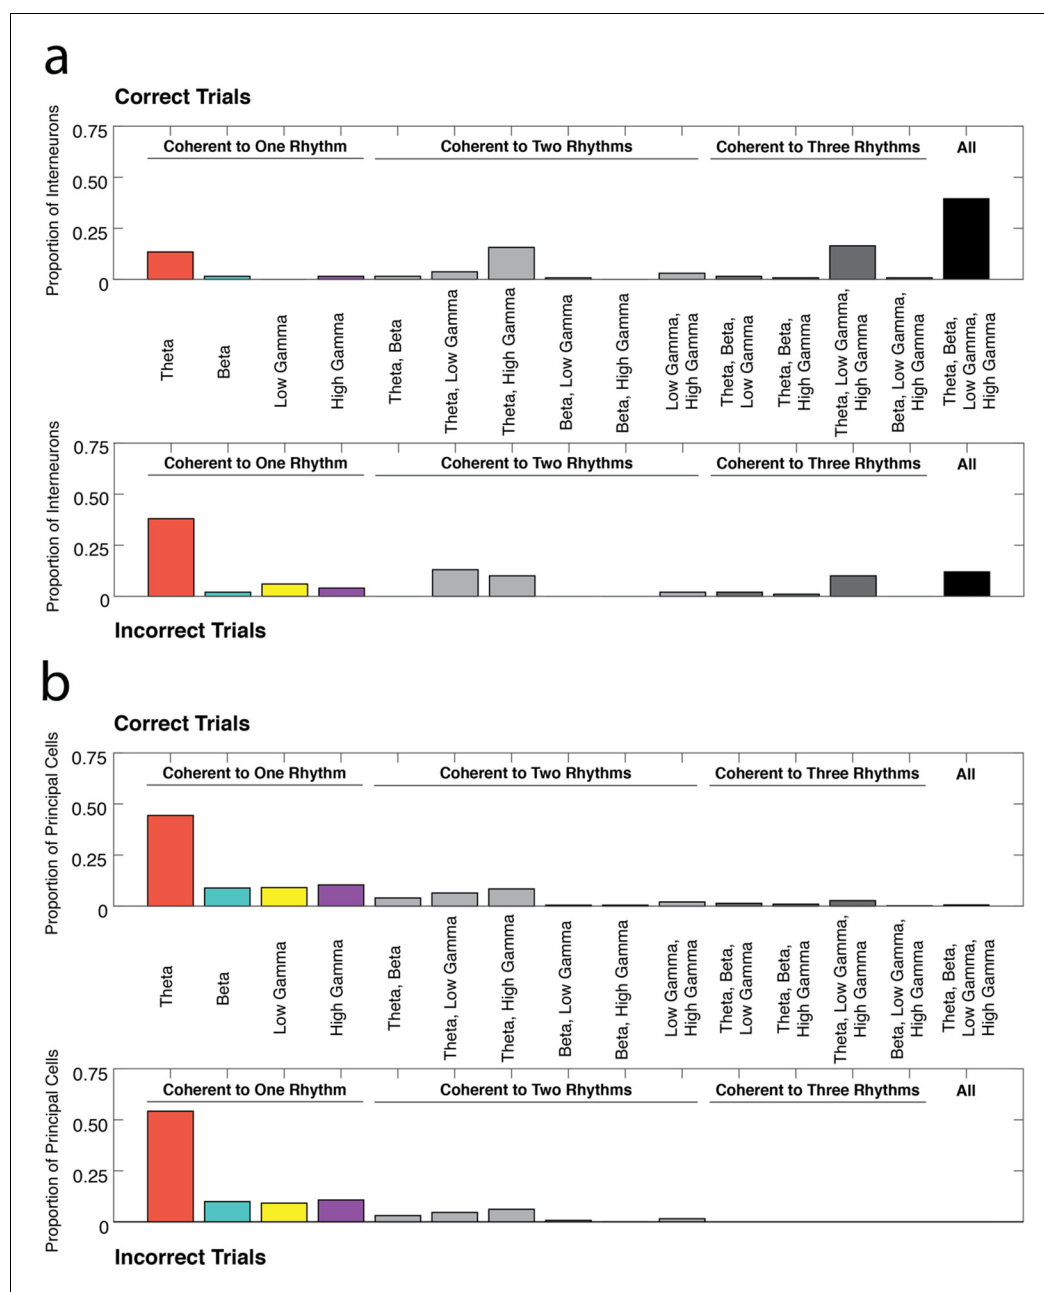 a
Correct Trials
Proportion of Interneurons
0.75
0.50
0.25
0
Coherent to One Rhythm
Coherent to Two Rhythms
Coherent to Three Rhythms
All
Theta
Beta
Low Gamma
High Gamma
Theta, Beta
Theta, Low Gamma
Theta, High Gamma
Beta, Low Gamma
Beta, High Gamma
Low Gamma,
High Gamma
Theta, Beta,
Low Gamma
Theta, Beta,
High Gamma
Theta, Low Gamma,
High Gamma
Beta, Low Gamma,
High Gamma
Theta, Beta,
Low Gamma,
High Gamma
Proportion of Interneurons
0.75
0.50
0.25
0
Coherent to One Rhythm
Coherent to Two Rhythms
Coherent to Three Rhythms
All
Incorrect Trials
b
Correct Trials
Proportion of Principal Cells
0.75
0.50
0.25
0
Coherent to One Rhythm
Coherent to Two Rhythms
Coherent to Three Rhythms
All
Theta
Beta
Low Gamma
High Gamma
Theta, Beta
Theta, Low Gamma
Theta, High Gamma
Beta, Low Gamma
Beta, High Gamma
Low Gamma,
High Gamma
Theta, Beta,
Low Gamma
Theta, Beta,
High Gamma
Theta, Low Gamma,
High Gamma
Beta, Low Gamma,
High Gamma
Theta, Beta,
Low Gamma,
High Gamma
Proportion of Principal Cells
0.75
0.50
0.25
0
Coherent to One Rhythm
Coherent to Two Rhythms
Coherent to Three Rhythms
All
Incorrect Trials